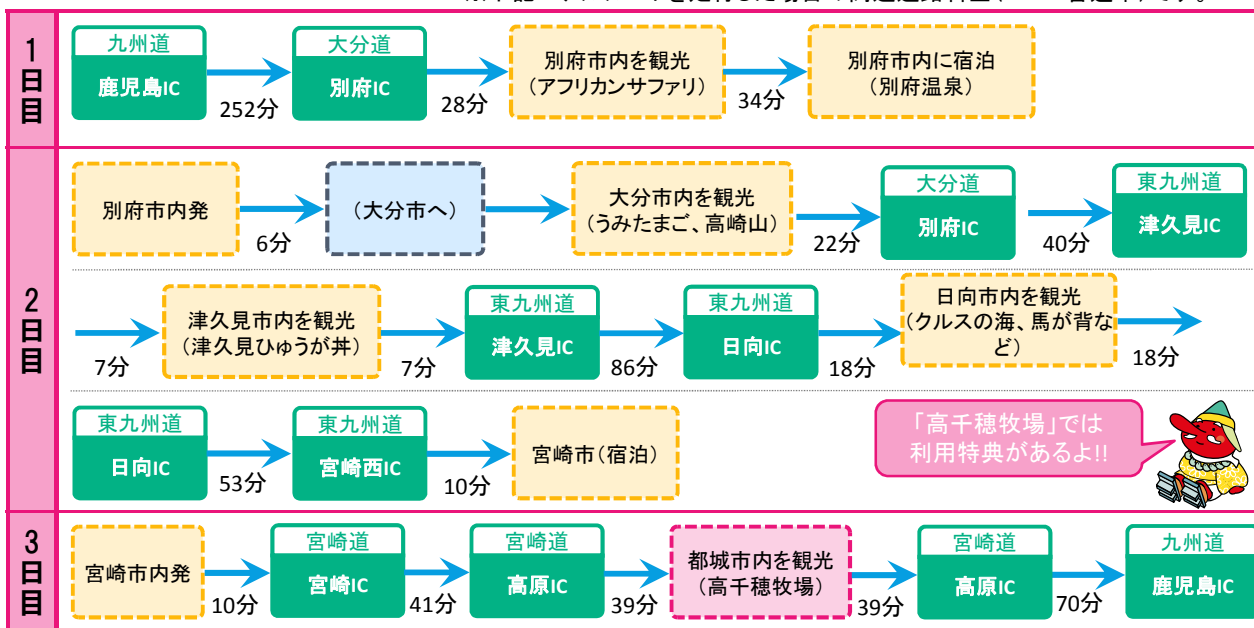 1
日
目
九州道
鹿児島IC
252分
大分道
別府IC
28分
別府市内を観光
(アフリカンサファリ)
34分
別府市内に宿泊
(別府温泉)
2
日
目
別府市内発
6分
(大分市へ)
大分市内を観光
(うみたまご、高崎山)
22分
大分道
別府IC
40分
東九州道
津久見IC
7分
津久見市内を観光
(津久見ひゅうが丼)
7分
東九州道
津久見IC
86分
東九州道
日向IC
18分
日向市内を観光
(クルスの海、馬が背な
ど)
18分
東九州道
日向IC
53分
東九州道
宮崎西IC
10分
宮崎市(宿泊)
「高千穂牧場」では
利用特典があるよ!!
3
日
目
宮崎市内発
10分
宮崎道
宮崎IC
41分
宮崎道
高原IC
39分
都城市内を観光
(高千穂牧場)
39分
宮崎道
高原IC
70分
九州道
鹿児島IC